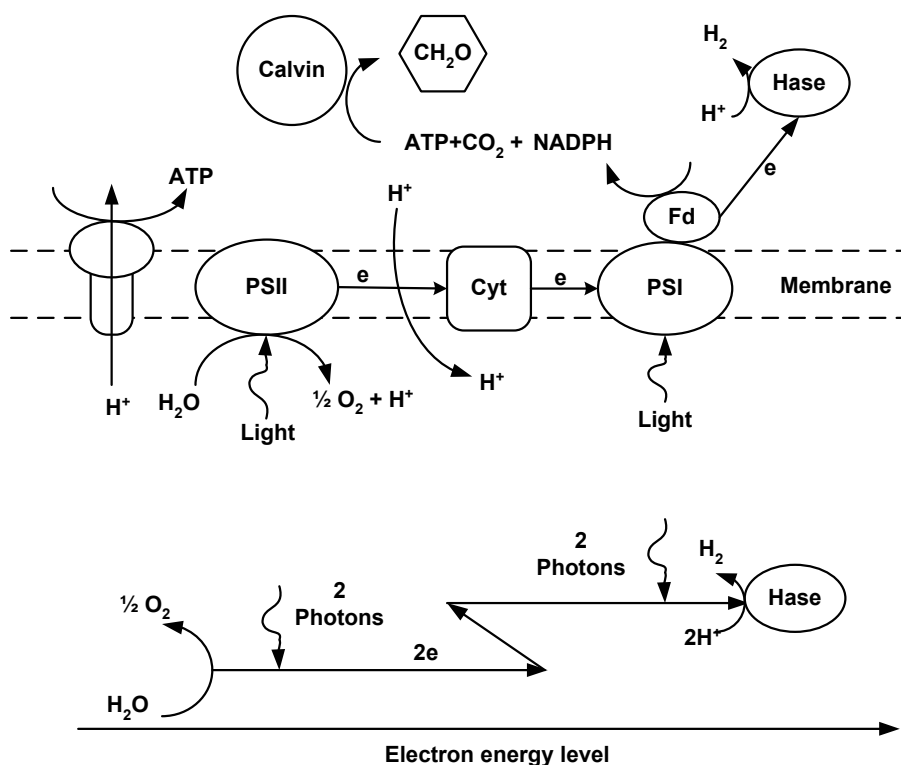 Calvin
CH₂O
H₂
Hase
H⁺
ATP+CO₂ + NADPH
e
ATP
H⁺
Fd
PSII
e
Cyt
e
PSI
Membrane
H⁺
H₂O
½ O₂ + H⁺
H⁺
Light
Light
2
Photons
H₂
½ O₂
2
Photons
Hase
2H⁺
2e
H₂O
Electron energy level